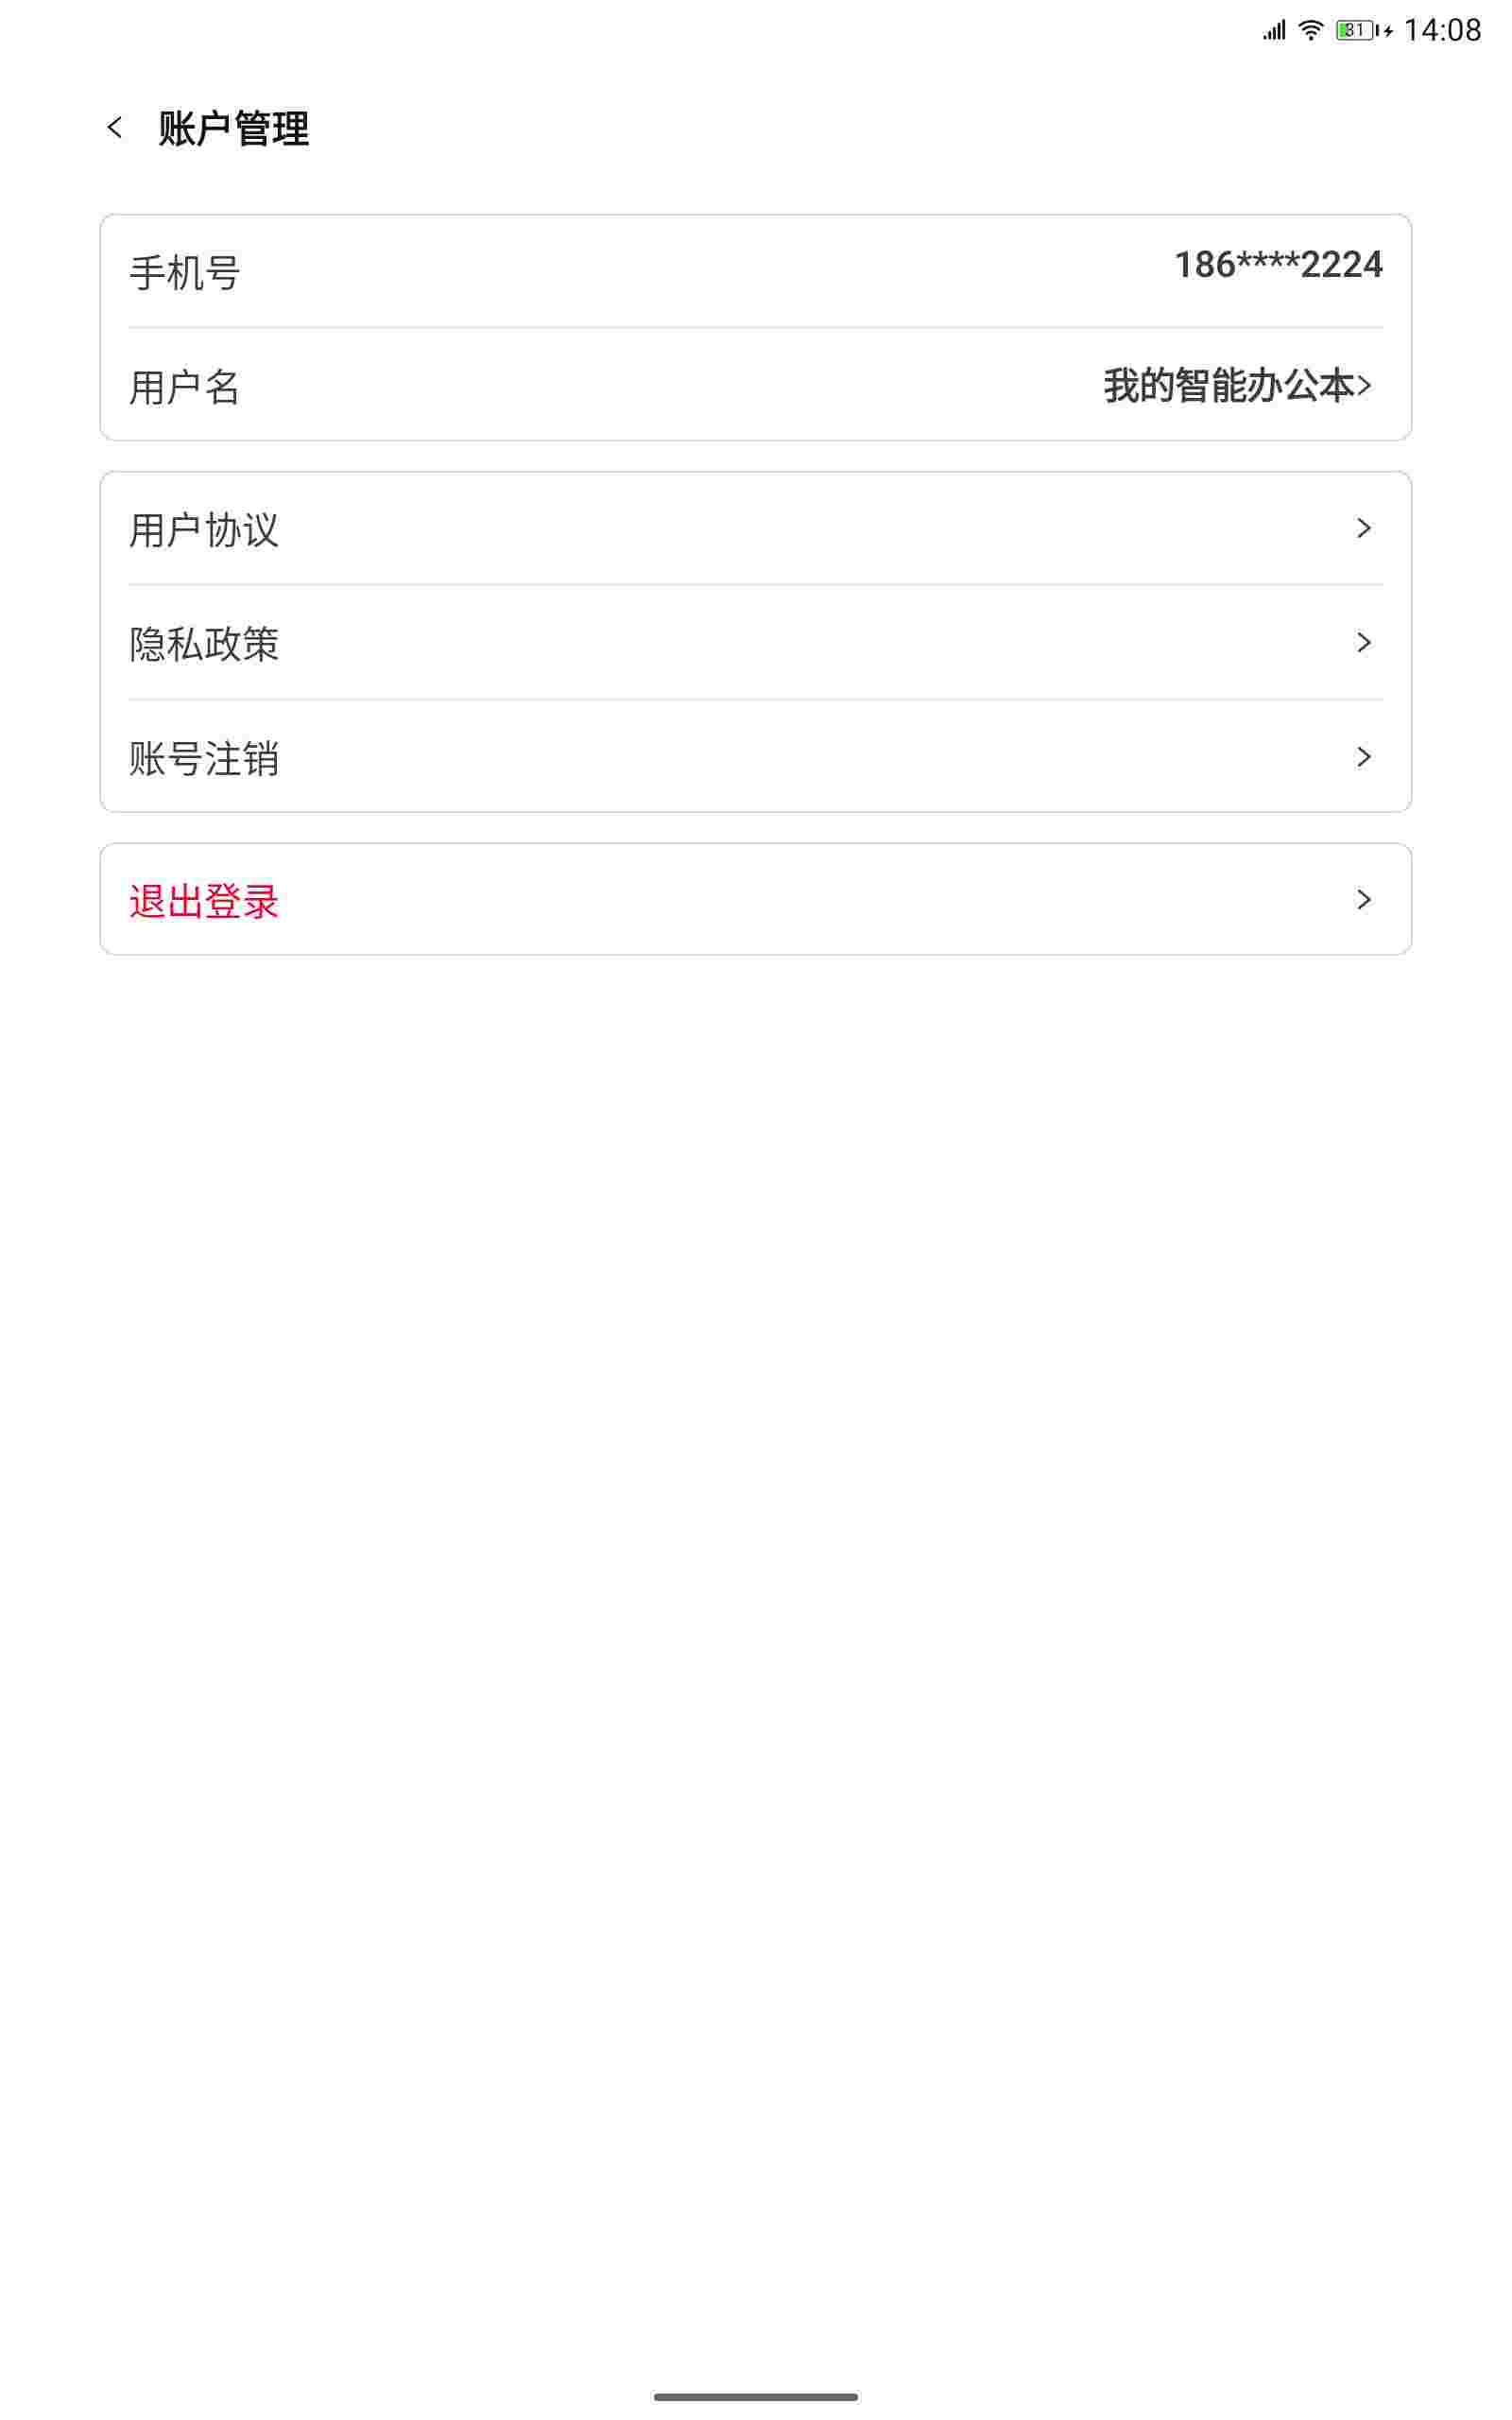 31 14:08
账户管理
手机号 186****2224
用户名 我的智能办公本
用户协议
隐私政策
账号注销
退出登录